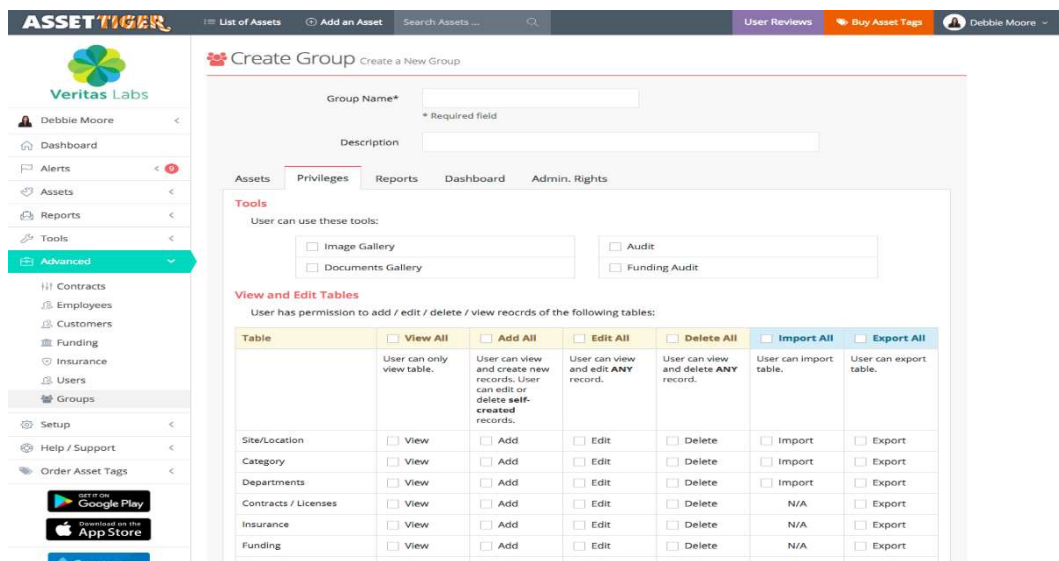 ASSETTIGER.
List of Assets
Add an Asset
Search Assets ...
User Reviews
Buy Asset Tags
Debbie Moore
Veritas Labs
Debbie Moore
Dashboard
Alerts
9
Assets
Reports
Tools
Advanced
Contracts
Employees
Customers
Funding
Insurance
Users
Groups
Setup
Help / Support
Order Asset Tags
GET IT ON
Google Play
Download on the
App Store
Create Group Create a New Group
Group Name*
* Required field
Description
Assets Privileges Reports Dashboard Admin. Rights
Tools
User can use these tools:
Image Gallery Audit
Documents Gallery Funding Audit
View and Edit Tables
User has permission to add / edit / delete / view reocrds of the following tables:
Table View All Add All Edit All Delete All Import All Export All
User can only
view table.
User can view
and create new
records. User
can edit or
delete self-
created
records.
User can view
and edit ANY
record.
User can view
and delete ANY
record.
User can import
table.
User can export
table.
Site/Location View Add Edit Delete Import Export
Category View Add Edit Delete Import Export
Departments View Add Edit Delete Import Export
Contracts / Licenses View Add Edit Delete N/A Export
Insurance View Add Edit Delete N/A Export
Funding View Add Edit Delete N/A Export